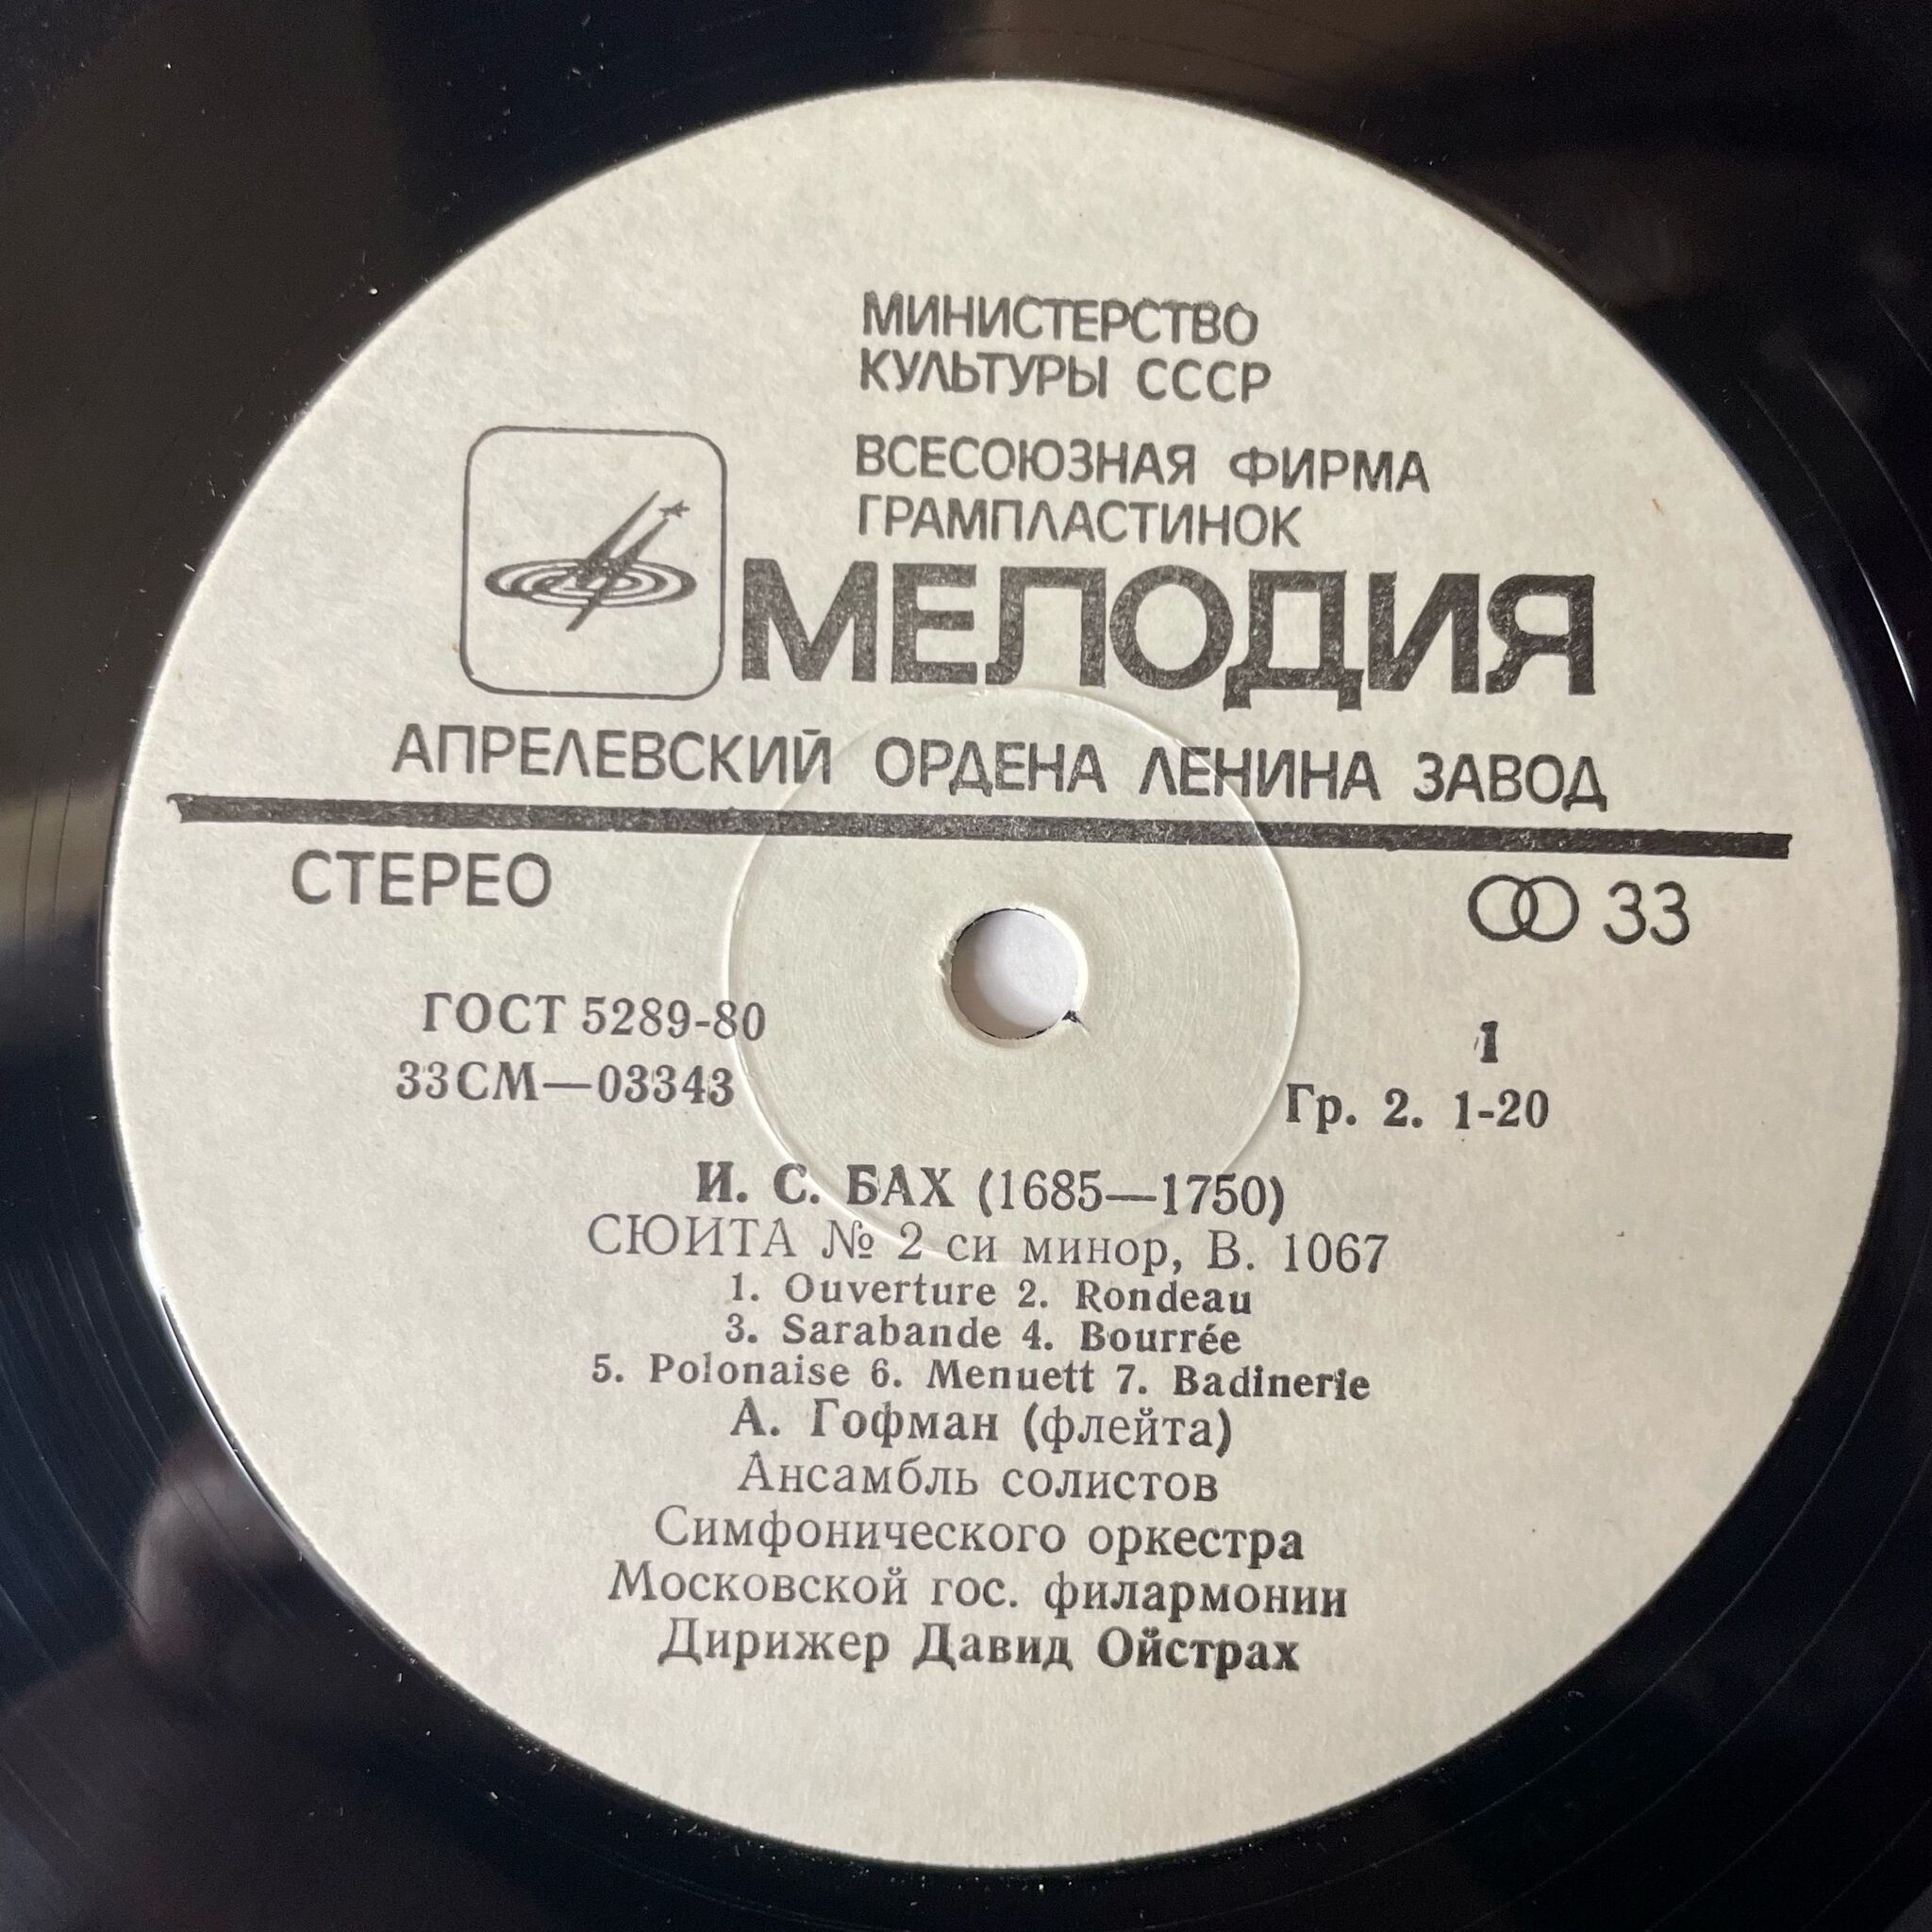 МИНИСТЕРСТВО
КУЛЬТУРЫ СССР
ВСЕСОЮЗНАЯ ФИРМА
ГРАМПЛАСТИНОК
МЕЛОДИЯ
АПРЕЛЕВСКИЙ ОРДЕНА ЛЕНИНА ЗАВОД
СТЕРЕО 33
ГОСТ 5289-80 1
33СМ—03343 Гр. 2. 1-20
И. С. БАХ (1685—1750)
СЮИТА № 2 си минор, В. 1067
1. Ouverture 2. Rondeau
3. Sarabande 4. Bourrée
5. Polonaise 6. Menuett 7. Badinerie
А. Гофман (флейта)
Ансамбль солистов
Симфонического оркестра
Московской гос. филармонии
Дирижер Давид Ойстрах